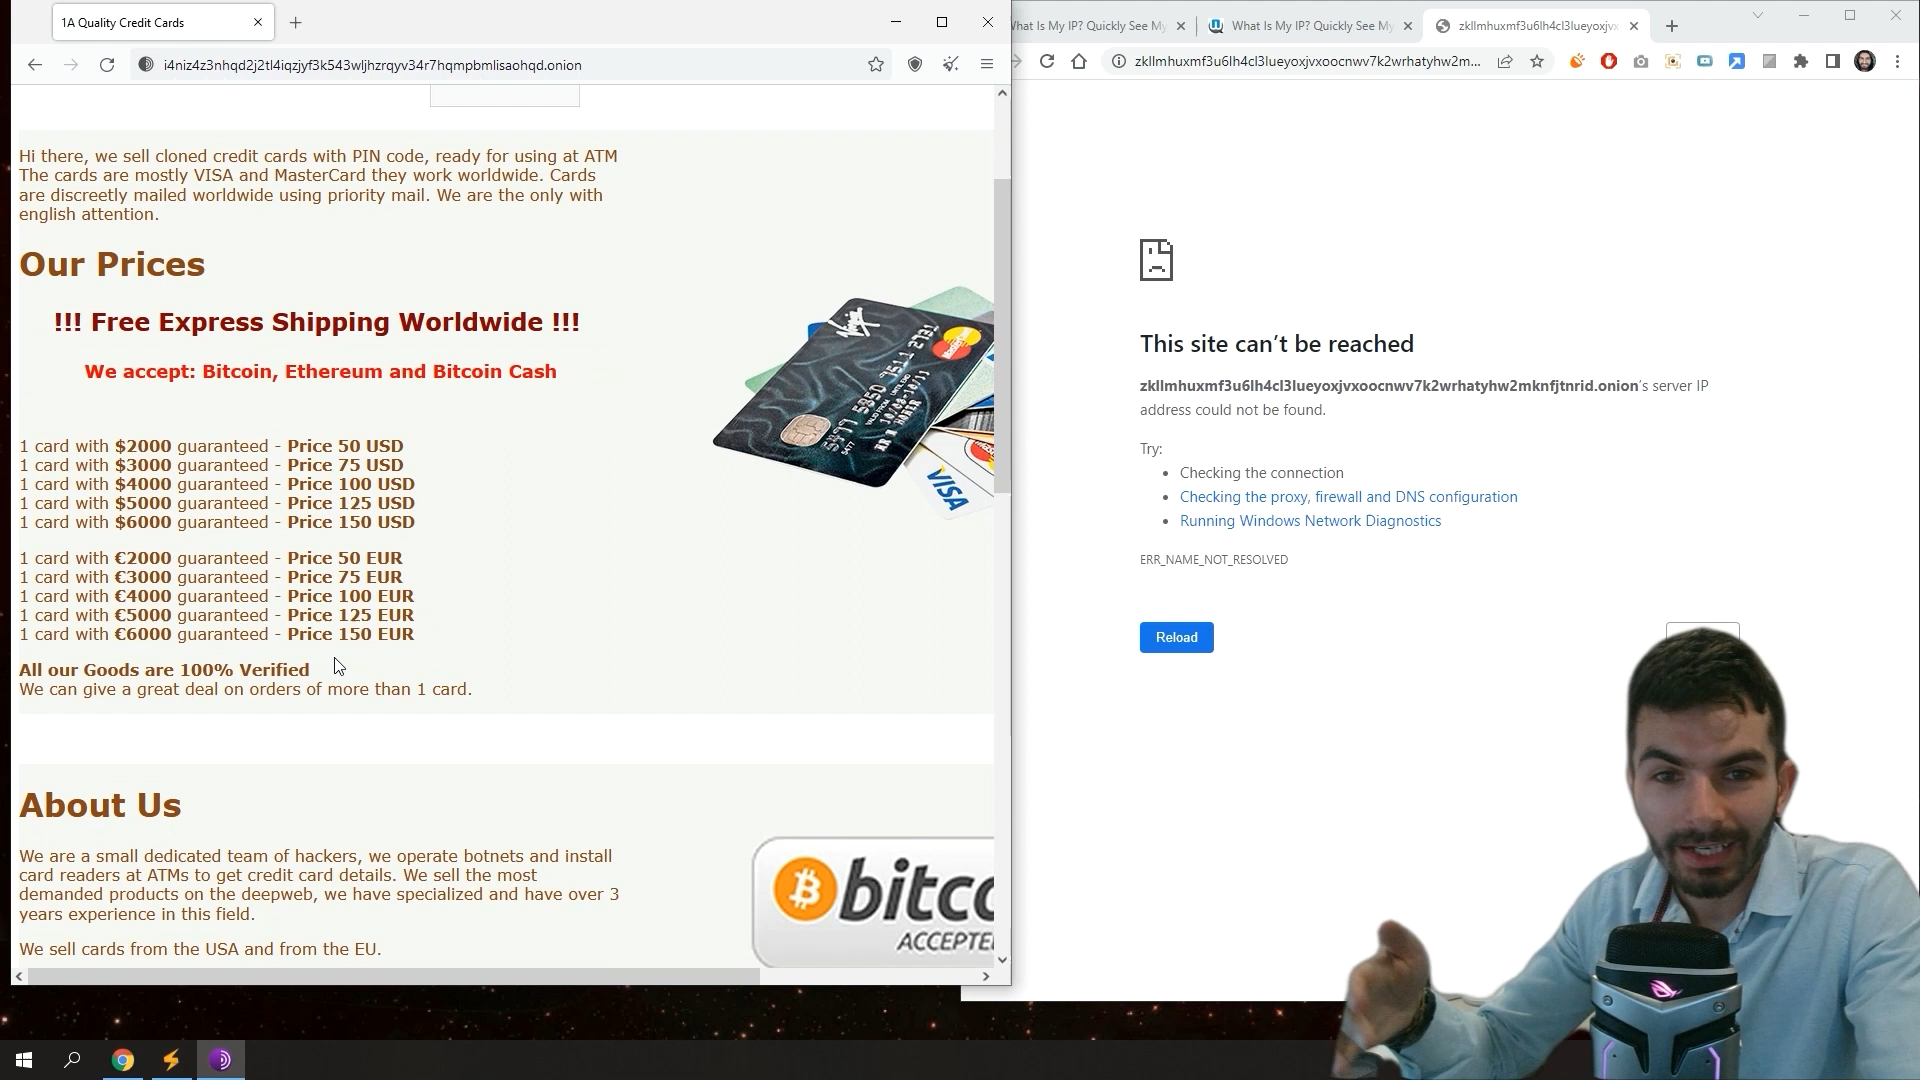 1A Quality Credit Cards
i4niz4z3nhqd2j2tl4iqzjyf3k543wljhzrqyv34r7hqmpbmlisaohqd.onion
Hi there, we sell cloned credit cards with PIN code, ready for using at ATM
The cards are mostly VISA and MasterCard they work worldwide. Cards
are discreetly mailed worldwide using priority mail. We are the only with
english attention.
Our Prices
!!! Free Express Shipping Worldwide !!!
We accept: Bitcoin, Ethereum and Bitcoin Cash
1 card with $2000 guaranteed - Price 50 USD
1 card with $3000 guaranteed - Price 75 USD
1 card with $4000 guaranteed - Price 100 USD
1 card with $5000 guaranteed - Price 125 USD
1 card with $6000 guaranteed - Price 150 USD
1 card with €2000 guaranteed - Price 50 EUR
1 card with €3000 guaranteed - Price 75 EUR
1 card with €4000 guaranteed - Price 100 EUR
1 card with €5000 guaranteed - Price 125 EUR
1 card with €6000 guaranteed - Price 150 EUR
All our Goods are 100% Verified
We can give a great deal on orders of more than 1 card.
VISA
About Us
We are a small dedicated team of hackers, we operate botnets and install
card readers at ATMs to get credit card details. We sell the most
demanded products on the deepweb, we have specialized and have over 3
years experience in this field.
We sell cards from the USA and from the EU.
bitco
ACCEPTE
What Is My IP? Quickly See My
What Is My IP? Quickly See My
zkllmhuxmf3u6lh4cl3lueyoxjvx
zkllmhuxmf3u6lh4cl3lueyoxjvxoocnwv7k2wrhatyhw2m...
This site can't be reached
zkllmhuxmf3u6lh4cl3lueyoxjvxoocnwv7k2wrhatyhw2mknfjtnrid.onion's server IP
address could not be found.
Try:
Checking the connection
Checking the proxy, firewall and DNS configuration
Running Windows Network Diagnostics
ERR_NAME_NOT_RESOLVED
Reload